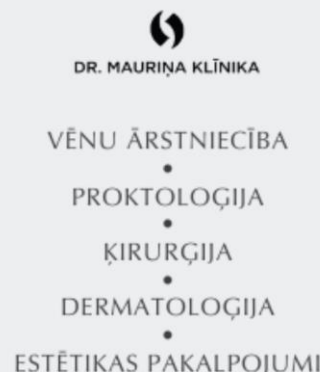 DR. MAURIŅA KLĪNIKA
VĒNU ĀRSTNIECĪBA
•
PROKTOLOĢIJA
•
ĶIRURĢIJA
•
DERMATOLOĢIJA
•
ESTĒTIKAS PAKALPOJUMI